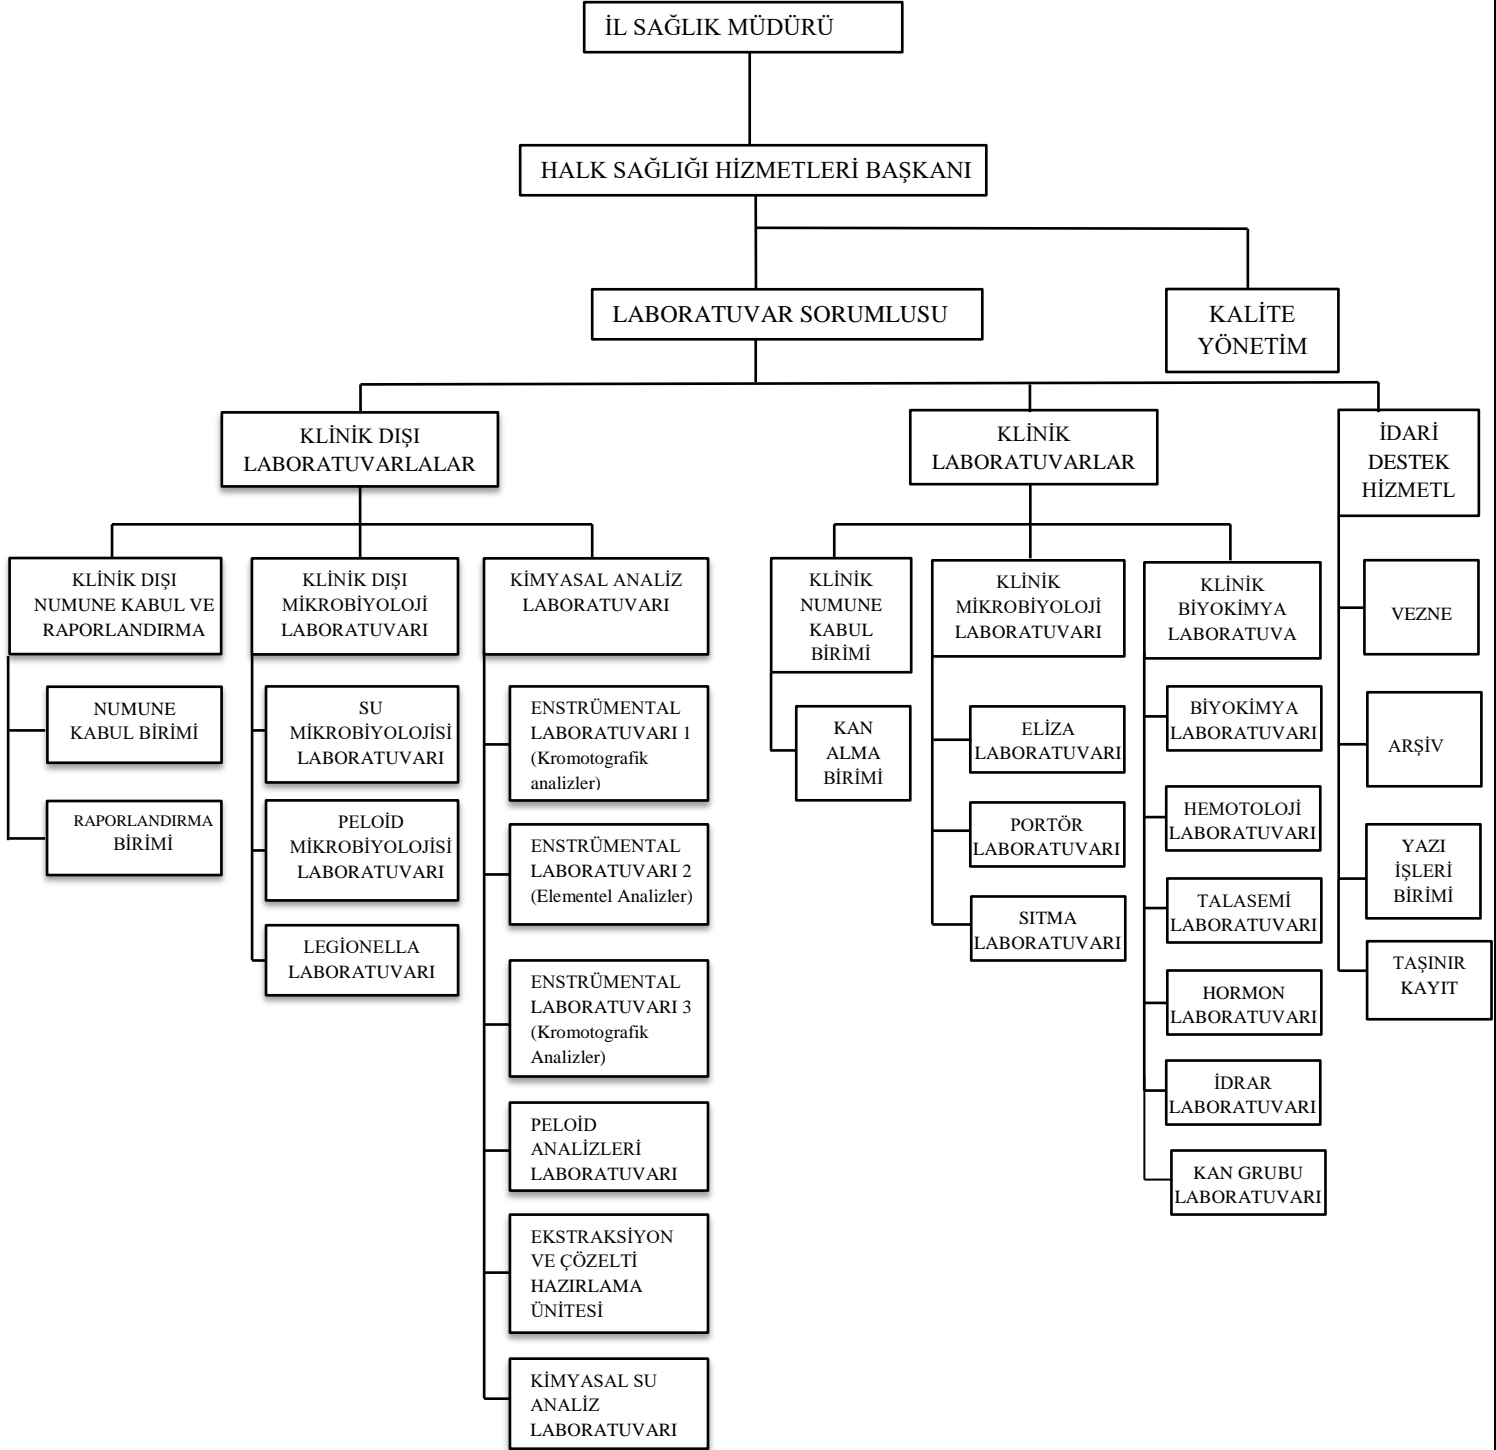 İL SAĞLIK MÜDÜRÜ
HALK SAĞLIĞI HİZMETLERİ BAŞKANI
LABORATUVAR SORUMLUSU
KALİTE
YÖNETİM
KLİNİK DIŞI
LABORATUVARLALAR
KLİNİK
LABORATUVARLAR
İDARİ
DESTEK
HİZMETL
KLİNİK DIŞI
NUMUNE KABUL VE
RAPORLANDIRMA
NUMUNE
KABUL BİRİMİ
RAPORLANDIRMA
BİRİMİ
KLİNİK DIŞI
MİKROBİYOLOJİ
LABORATUVARI
SU
MİKROBİYOLOJİSİ
LABORATUVARI
PELOİD
MİKROBİYOLOJİSİ
LABORATUVARI
LEGİONELLA
LABORATUVARI
KİMYASAL ANALİZ
LABORATUVARI
ENSTRÜMENTAL
LABORATUVARI 1
(Kromotografik
analizler)
ENSTRÜMENTAL
LABORATUVARI 2
(Elementel Analizler)
ENSTRÜMENTAL
LABORATUVARI 3
(Kromotografik
Analizler)
PELOİD
ANALİZLERİ
LABORATUVARI
EKSTRAKSİYON
VE ÇÖZELTİ
HAZIRLAMA
ÜNİTESİ
KİMYASAL SU
ANALİZ
LABORATUVARI
KLİNİK
NUMUNE
KABUL
BİRİMİ
KAN
ALMA
BİRİMİ
KLİNİK
MİKROBİYOLOJİ
LABORATUVARI
ELİZA
LABORATUVARI
PORTÖR
LABORATUVARI
SITMA
LABORATUVARI
KLİNİK
BİYOKİMYA
LABORATUVA
BİYOKİMYA
LABORATUVARI
HEMOTOLOJİ
LABORATUVARI
TALASEMİ
LABORATUVARI
HORMON
LABORATUVARI
İDRAR
LABORATUVARI
KAN GRUBU
LABORATUVARI
VEZNE
ARŞİV
YAZI
İŞLERİ
BİRİMİ
TAŞINIR
KAYIT